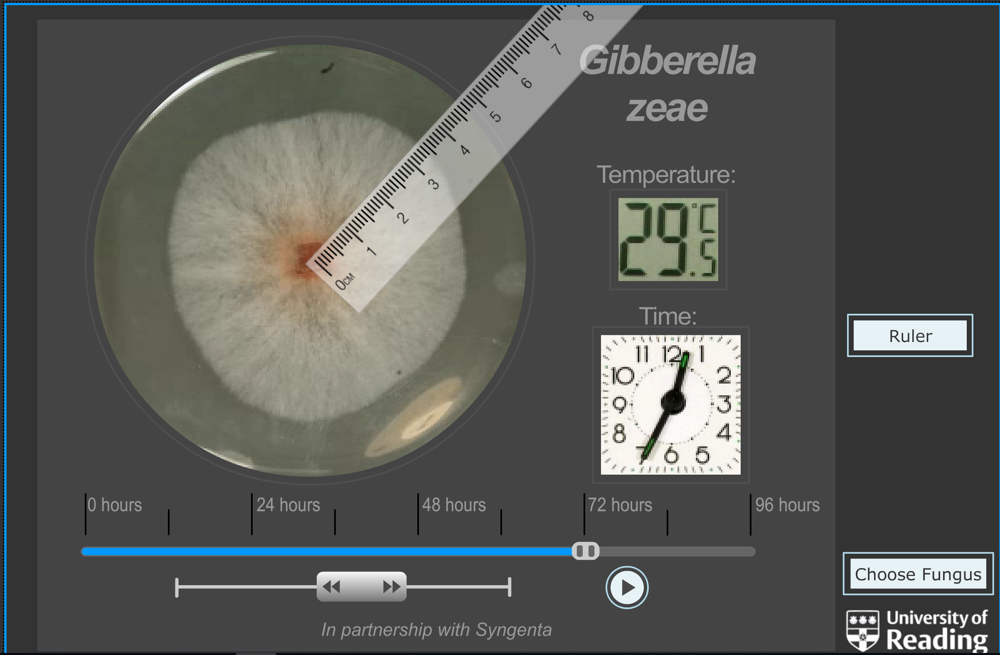 8
7
6
5
4
3
2
1
0CM
Gibberella
zeae
Temperature:
29.5 °C
Time:
11 12 1
10 2
9 3
8 4
7 6 5
Ruler
0 hours
24 hours
48 hours
72 hours
96 hours
Choose Fungus
In partnership with Syngenta
University of
Reading